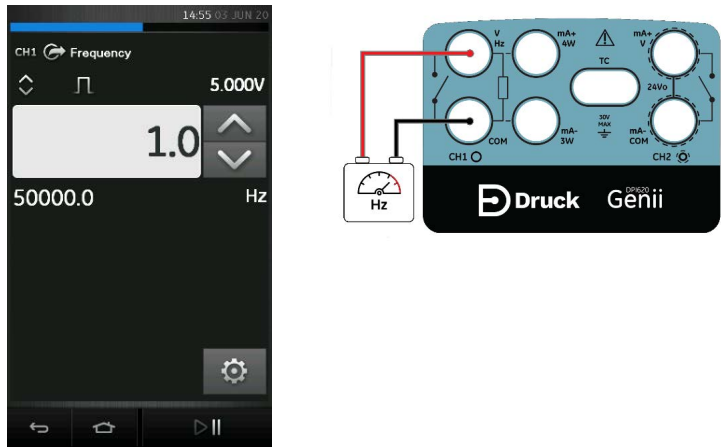 14:55 03 JUN 20
CH1 Frequency
5.000V
1.0
50000.0 Hz
V
Hz
mA+
4W
TC
mA+
V
24Vo
30V
MAX
COM
mA-
3W
mA-
COM
CH1
CH2
Hz
Druck
DPI620
Genii